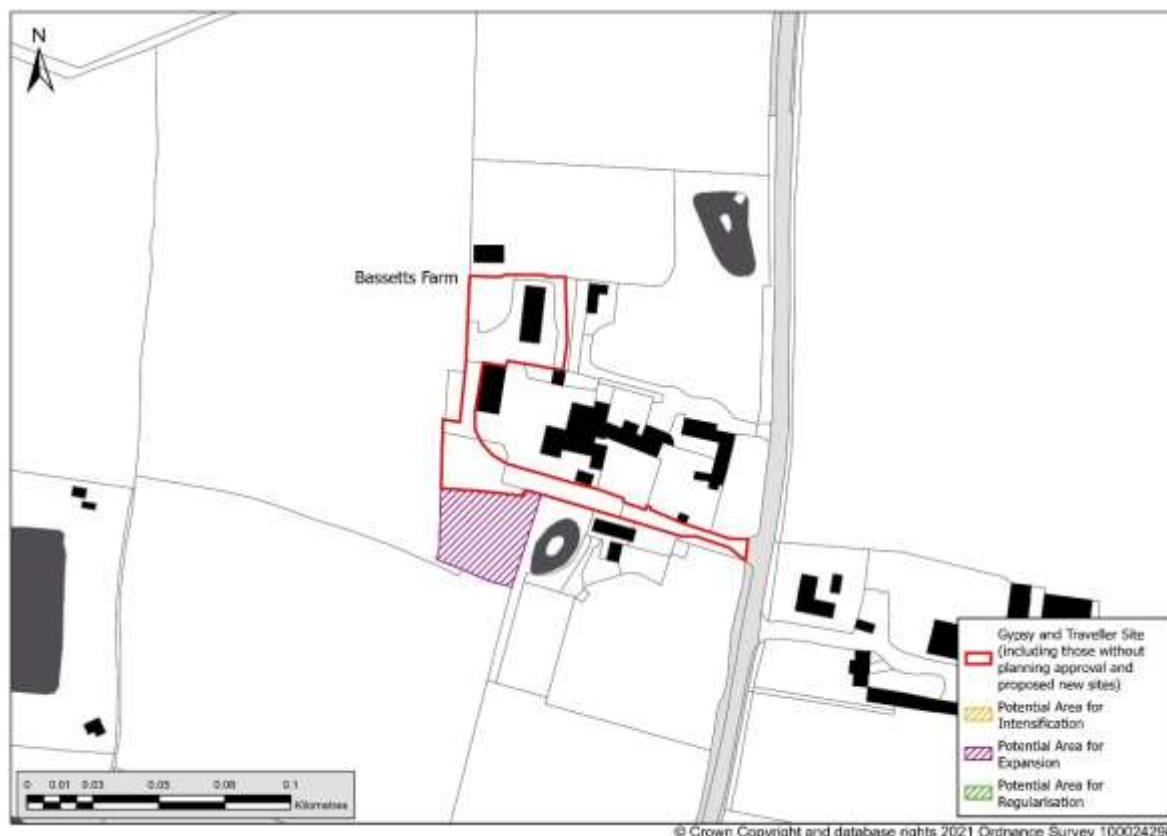 N
Bassetts Farm
Gypsy and Traveller Site
(including those without
planning approval and
proposed new sites)
Potential Area for
Intensification
Potential Area for
Expansion
Potential Area for
Regularisation
0 0.01 0.03 0.05 0.08 0.1
Kilometres
© Crown Copyright and database rights 2021 Ordnance Survey